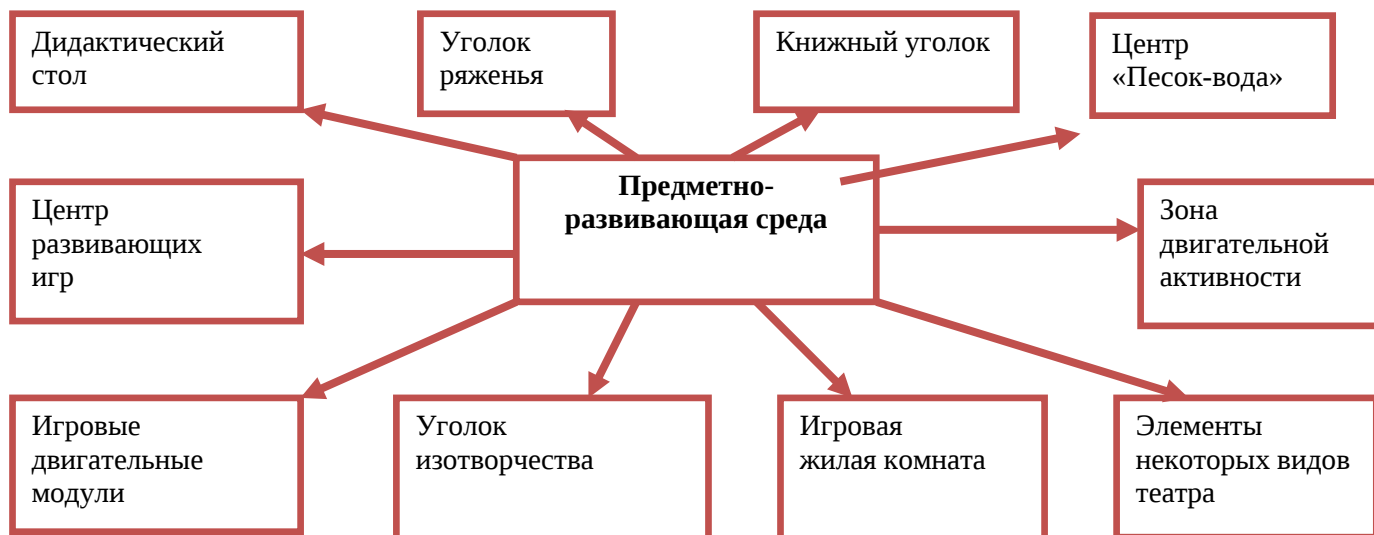 Дидактический
стол
Уголок
ряженья
Книжный уголок
Центр
«Песок-вода»
Предметно-
развивающая среда
Центр
развивающих
игр
Зона
двигательной
активности
Игровые
двигательные
модули
Уголок
изотворчества
Игровая
жилая комната
Элементы
некоторых видов
театра